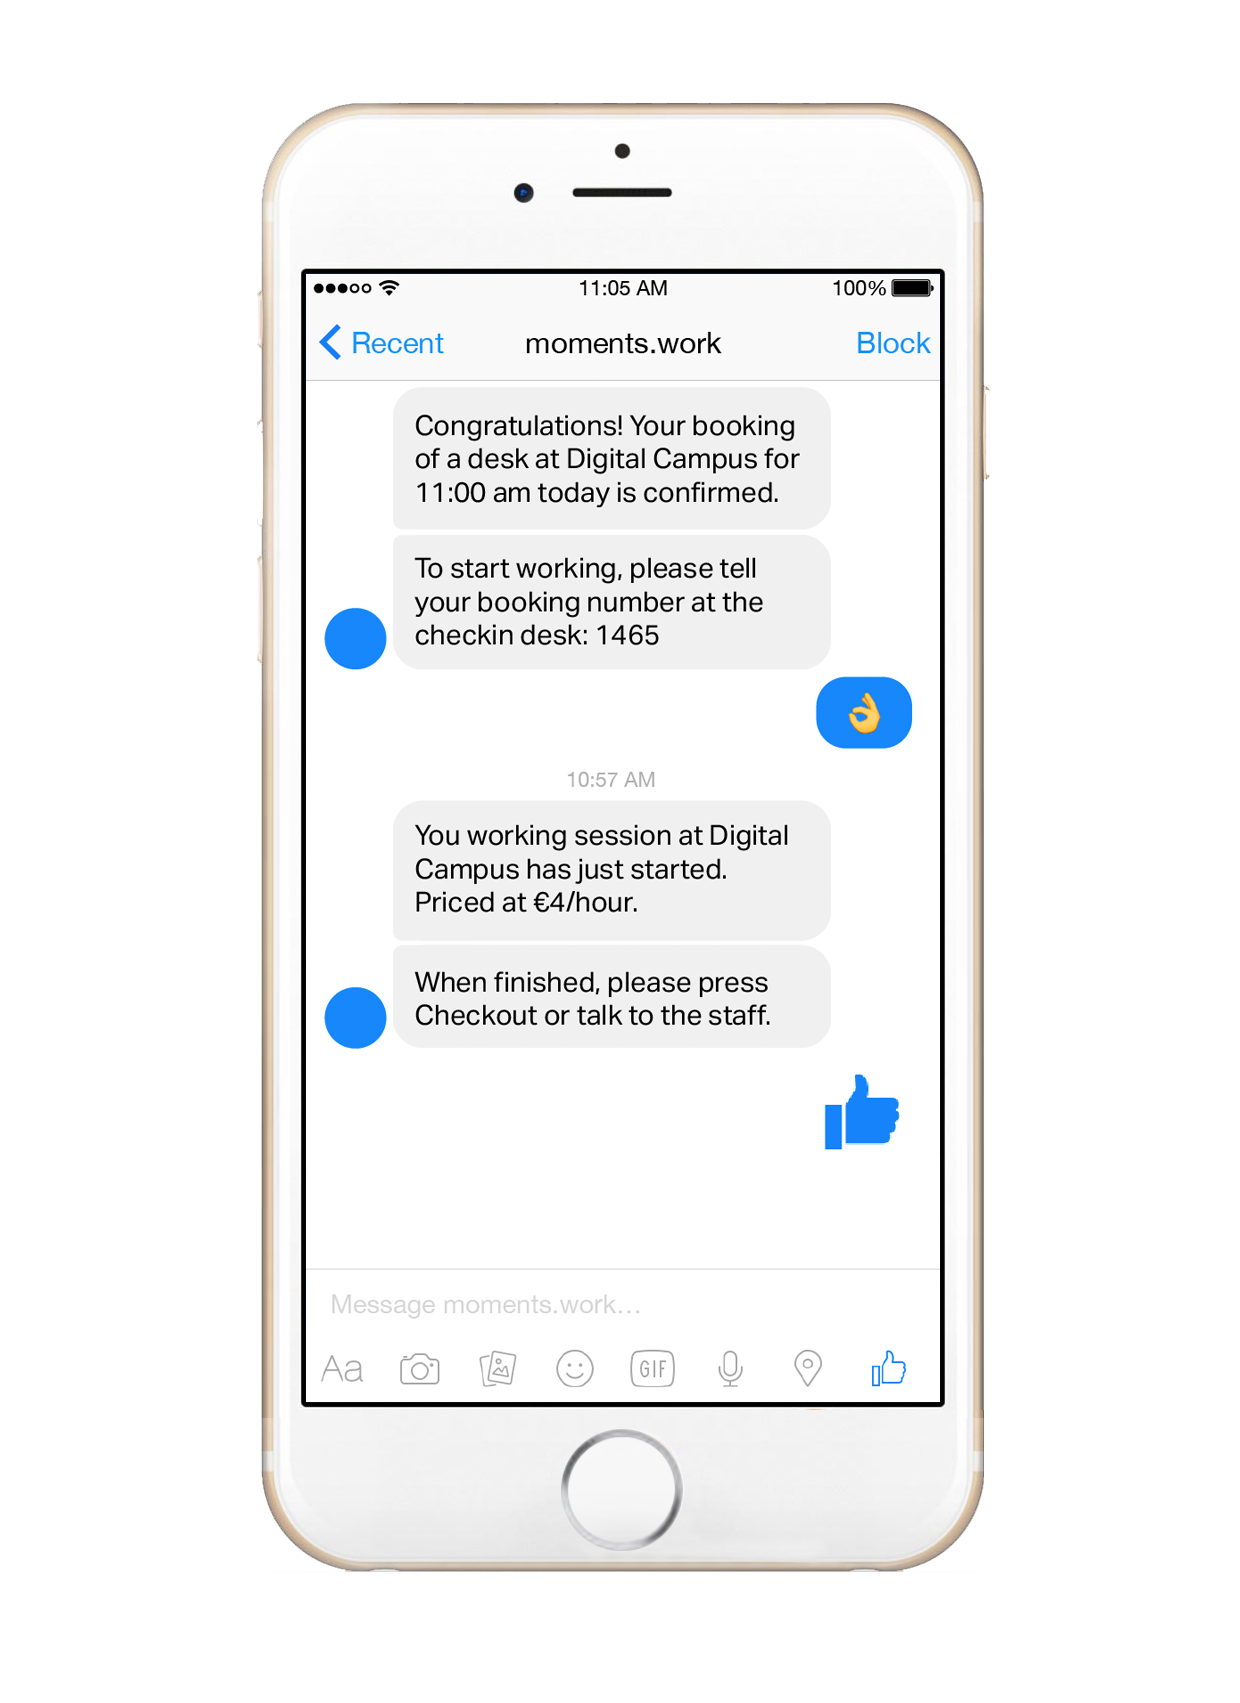 11:05 AM 100%
Recent moments.work Block
Congratulations! Your booking
of a desk at Digital Campus for
11:00 am today is confirmed.
To start working, please tell
your booking number at the
checkin desk: 1465
👌
10:57 AM
You working session at Digital
Campus has just started.
Priced at €4/hour.
When finished, please press
Checkout or talk to the staff.
Message moments.work...
Aa GIF